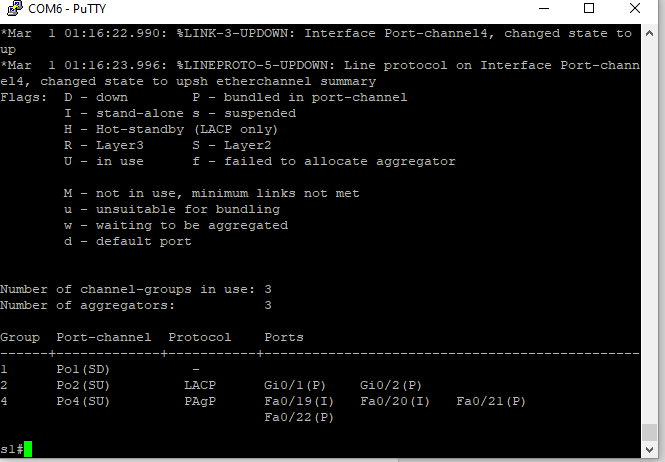 COM6 - PuTTY
*Mar  1 01:16:22.990: %LINK-3-UPDOWN: Interface Port-channel4, changed state to
up
*Mar  1 01:16:23.996: %LINEPROTO-5-UPDOWN: Line protocol on Interface Port-chann
el4, changed state to upsh etherchannel summary
Flags:  D - down        P - bundled in port-channel
        I - stand-alone s - suspended
        H - Hot-standby (LACP only)
        R - Layer3      S - Layer2
        U - in use      f - failed to allocate aggregator
        M - not in use, minimum links not met
        u - unsuitable for bundling
        w - waiting to be aggregated
        d - default port
Number of channel-groups in use: 3
Number of aggregators:           3
Group  Port-channel  Protocol    Ports
------+-------------+-----------+-----------------------------------------------
1      Po1(SD)          -
2      Po2(SU)         LACP      Gi0/1(P)    Gi0/2(P)
4      Po4(SU)         PAgP      Fa0/19(I)   Fa0/20(I)   Fa0/21(P)
                                 Fa0/22(P)
s1#